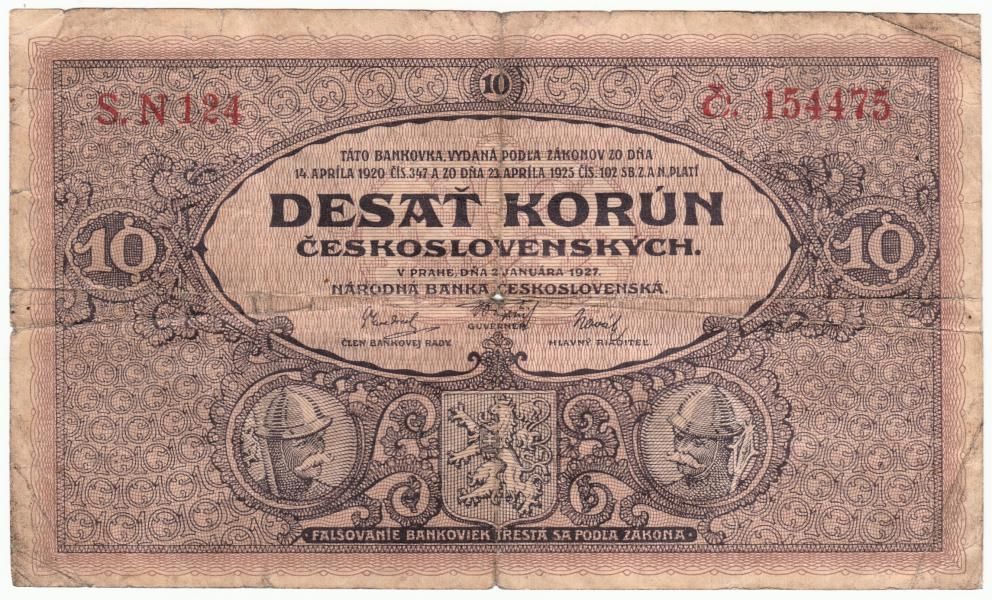 10
S. N 124
Č. 154475
TÁTO BANKOVKA, VYDANÁ PODĽA ZÁKONOV ZO DŇA
14. APRÍLA 1920 ČÍS. 347 A ZO DŇA 23. APRÍLA 1925 ČÍS. 102 SB. Z. A N. PLATÍ
DESAŤ KORÚN
ČESKOSLOVENSKÝCH.
10
10
V PRAHE, DŇA 2. JANUÁRA 1927.
NÁRODNÁ BANKA ČESKOSLOVENSKÁ.
GUVERNÉR
ČLEN BANKOVEJ RADY.
HLAVNÝ RIADITEĽ.
FALŠOVANIE BANKOVIEK TRESTÁ SA PODĽA ZÁKONA